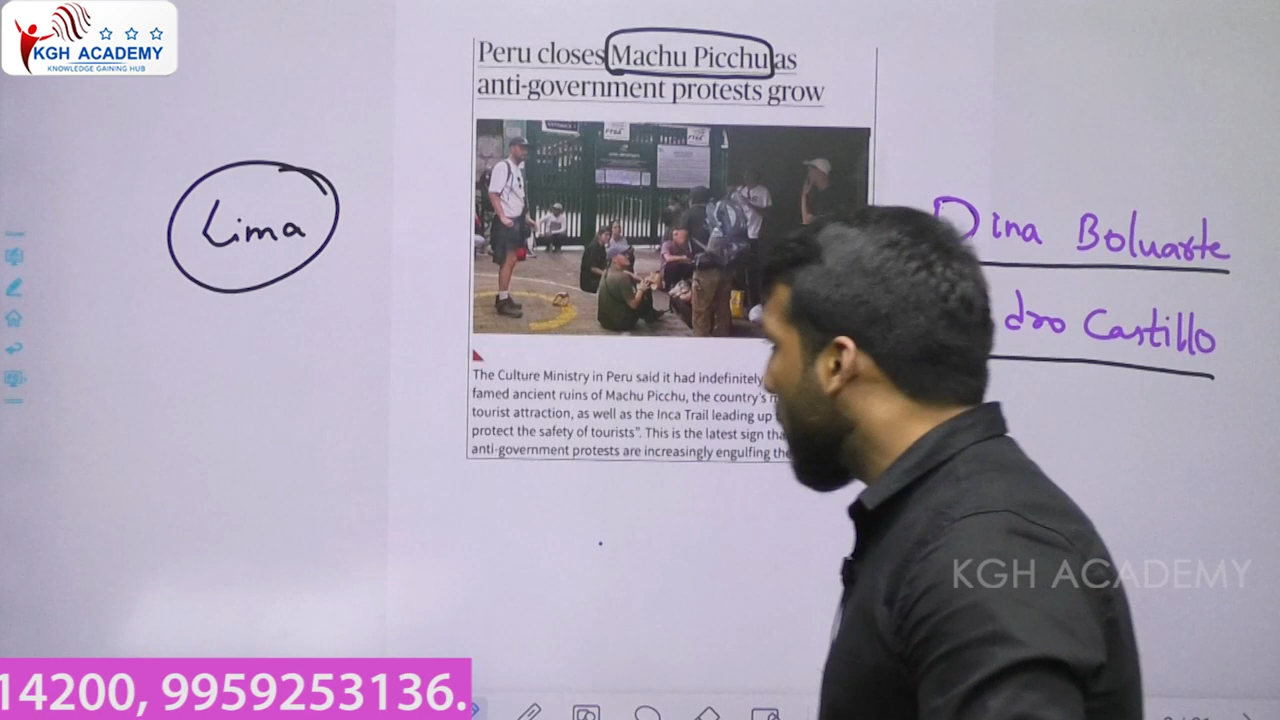 KGH ACADEMY
KNOWLEDGE GAINING HUB
Peru closes Machu Picchu as
anti-government protests grow
Lima
Dina Boluarte
dro Castillo
The Culture Ministry in Peru said it had indefinitely
famed ancient ruins of Machu Picchu, the country's
tourist attraction, as well as the Inca Trail leading up
protect the safety of tourists". This is the latest sign
anti-government protests are increasingly engulfing
KGH ACADEMY
14200, 9959253136.